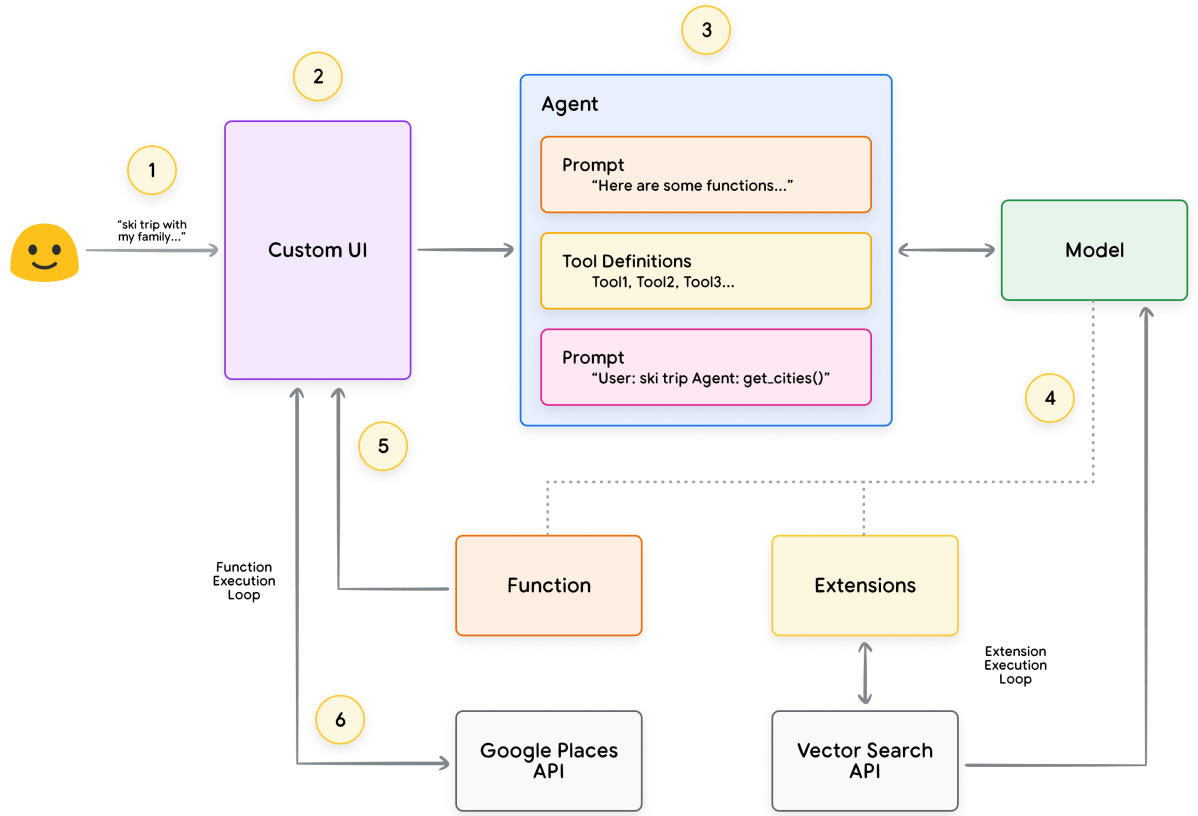 3
2
Agent
1
Prompt
“Here are some functions...”
“ski trip with
my family...”
Custom UI
Tool Definitions
Tool1, Tool2, Tool3...
Model
Prompt
“User: ski trip Agent: get_cities()”
4
5
Function
Execution
Loop
Function
Extensions
Extension
Execution
Loop
6
Google Places
API
Vector Search
API